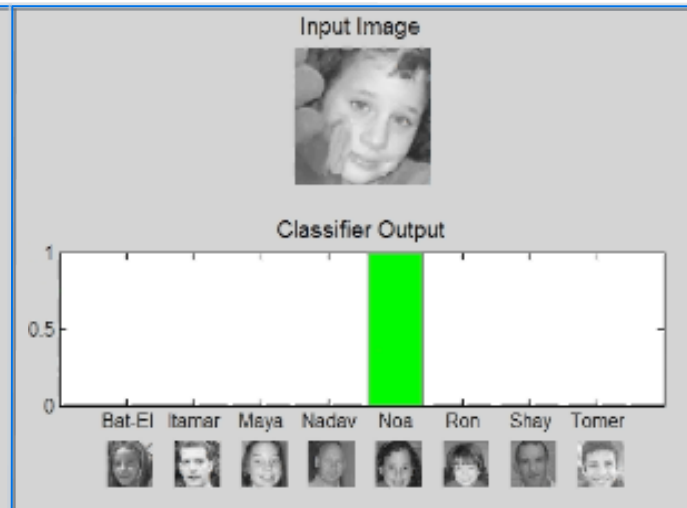 Input Image
Classifier Output
1
0.5
0
Bat-El Itamar Maya Nadav Noa Ron Shay Tomer